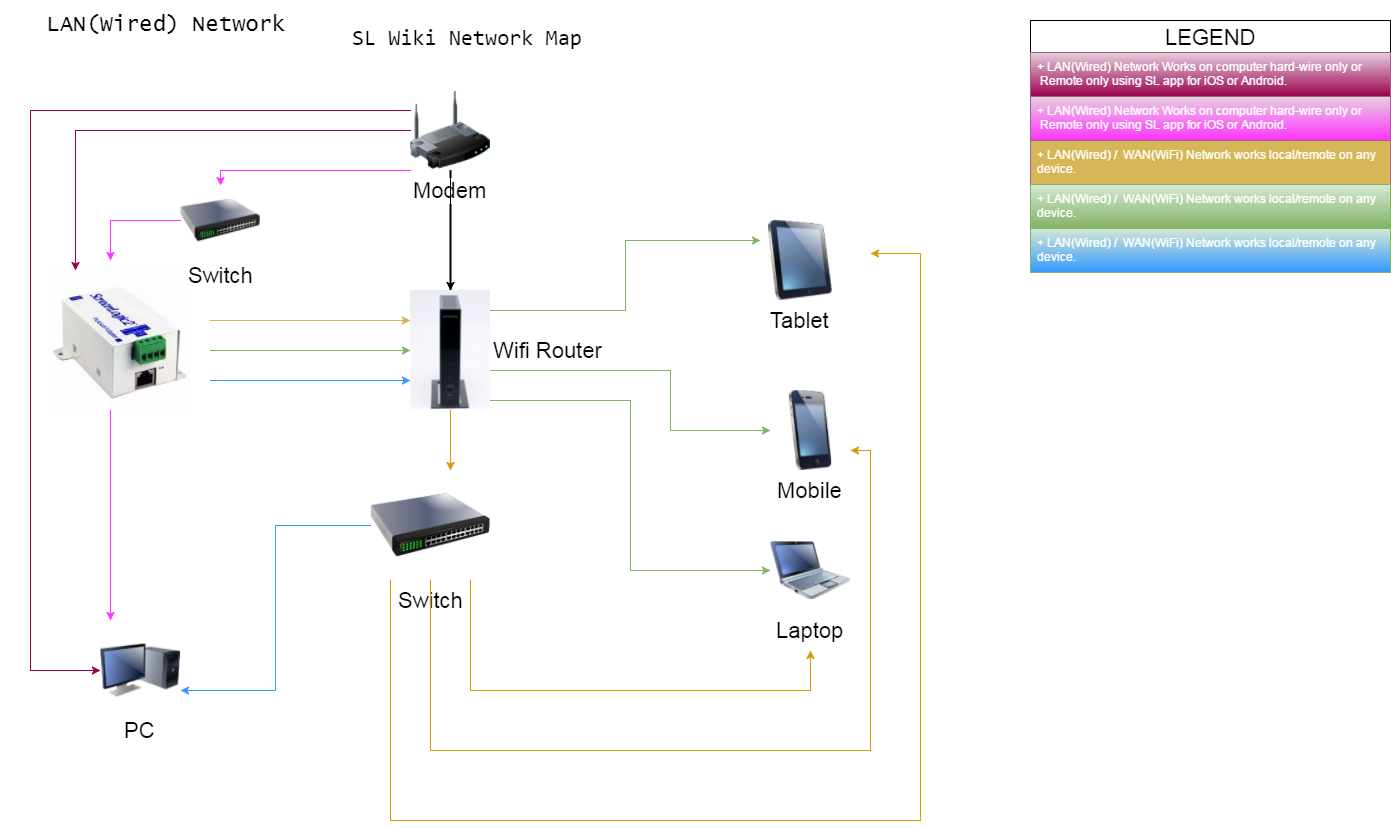 LAN(Wired) Network
SL Wiki Network Map
LEGEND
+ LAN(Wired) Network Works on computer hard-wire only or
Remote only using SL app for iOS or Android.
+ LAN(Wired) Network Works on computer hard-wire only or
Remote only using SL app for iOS or Android.
+ LAN(Wired) / WAN(WiFi) Network works local/remote on any
device.
+ LAN(Wired) / WAN(WiFi) Network works local/remote on any
device.
+ LAN(Wired) / WAN(WiFi) Network works local/remote on any
device.
Modem
Switch
ScreenLogic2
Wifi Router
Tablet
Mobile
Switch
Laptop
PC